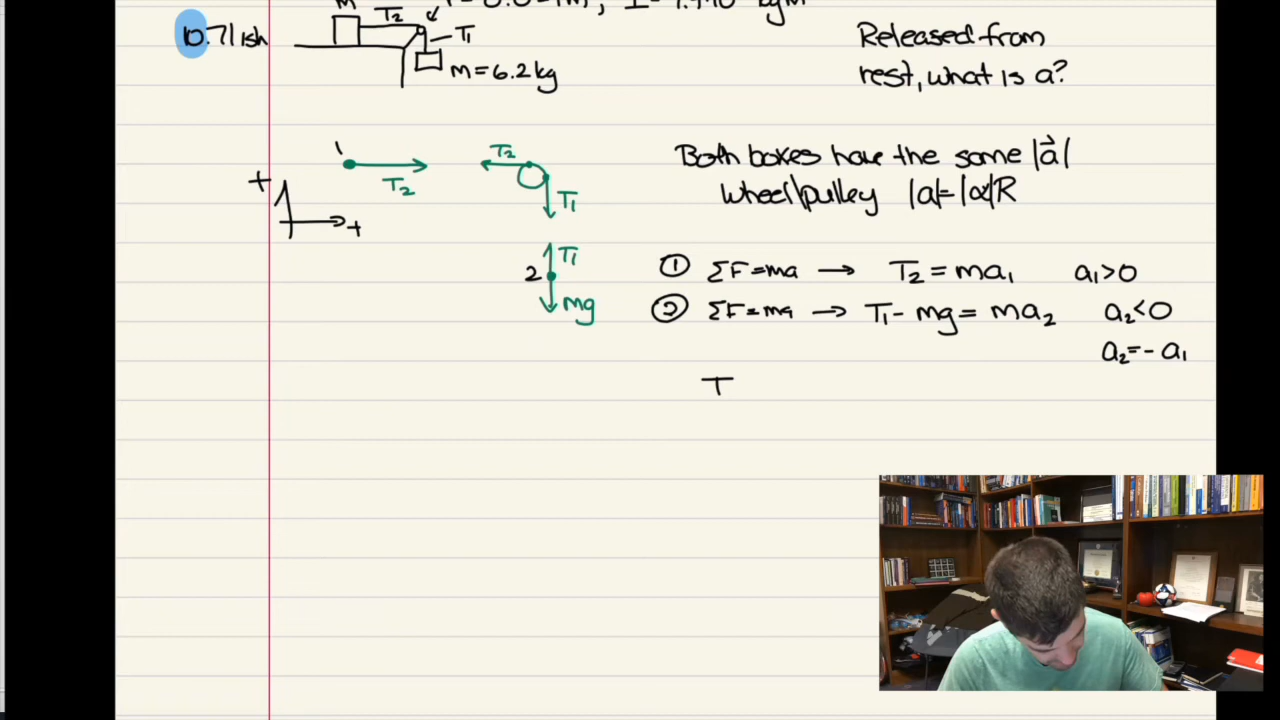 M
T₂
T₁
10.71ish
m=6.2kg
Released from
rest, what is a?
1
T₂
T₂
T₁
+
+
Both boxes have the same |a⃗|
wheel/pulley |a|=|α|R
T₁
2
mg
① ΣF=ma → T₂=ma₁ a₁>0
② ΣF=ma → T₁-mg=ma₂ a₂<0
a₂=-a₁
T